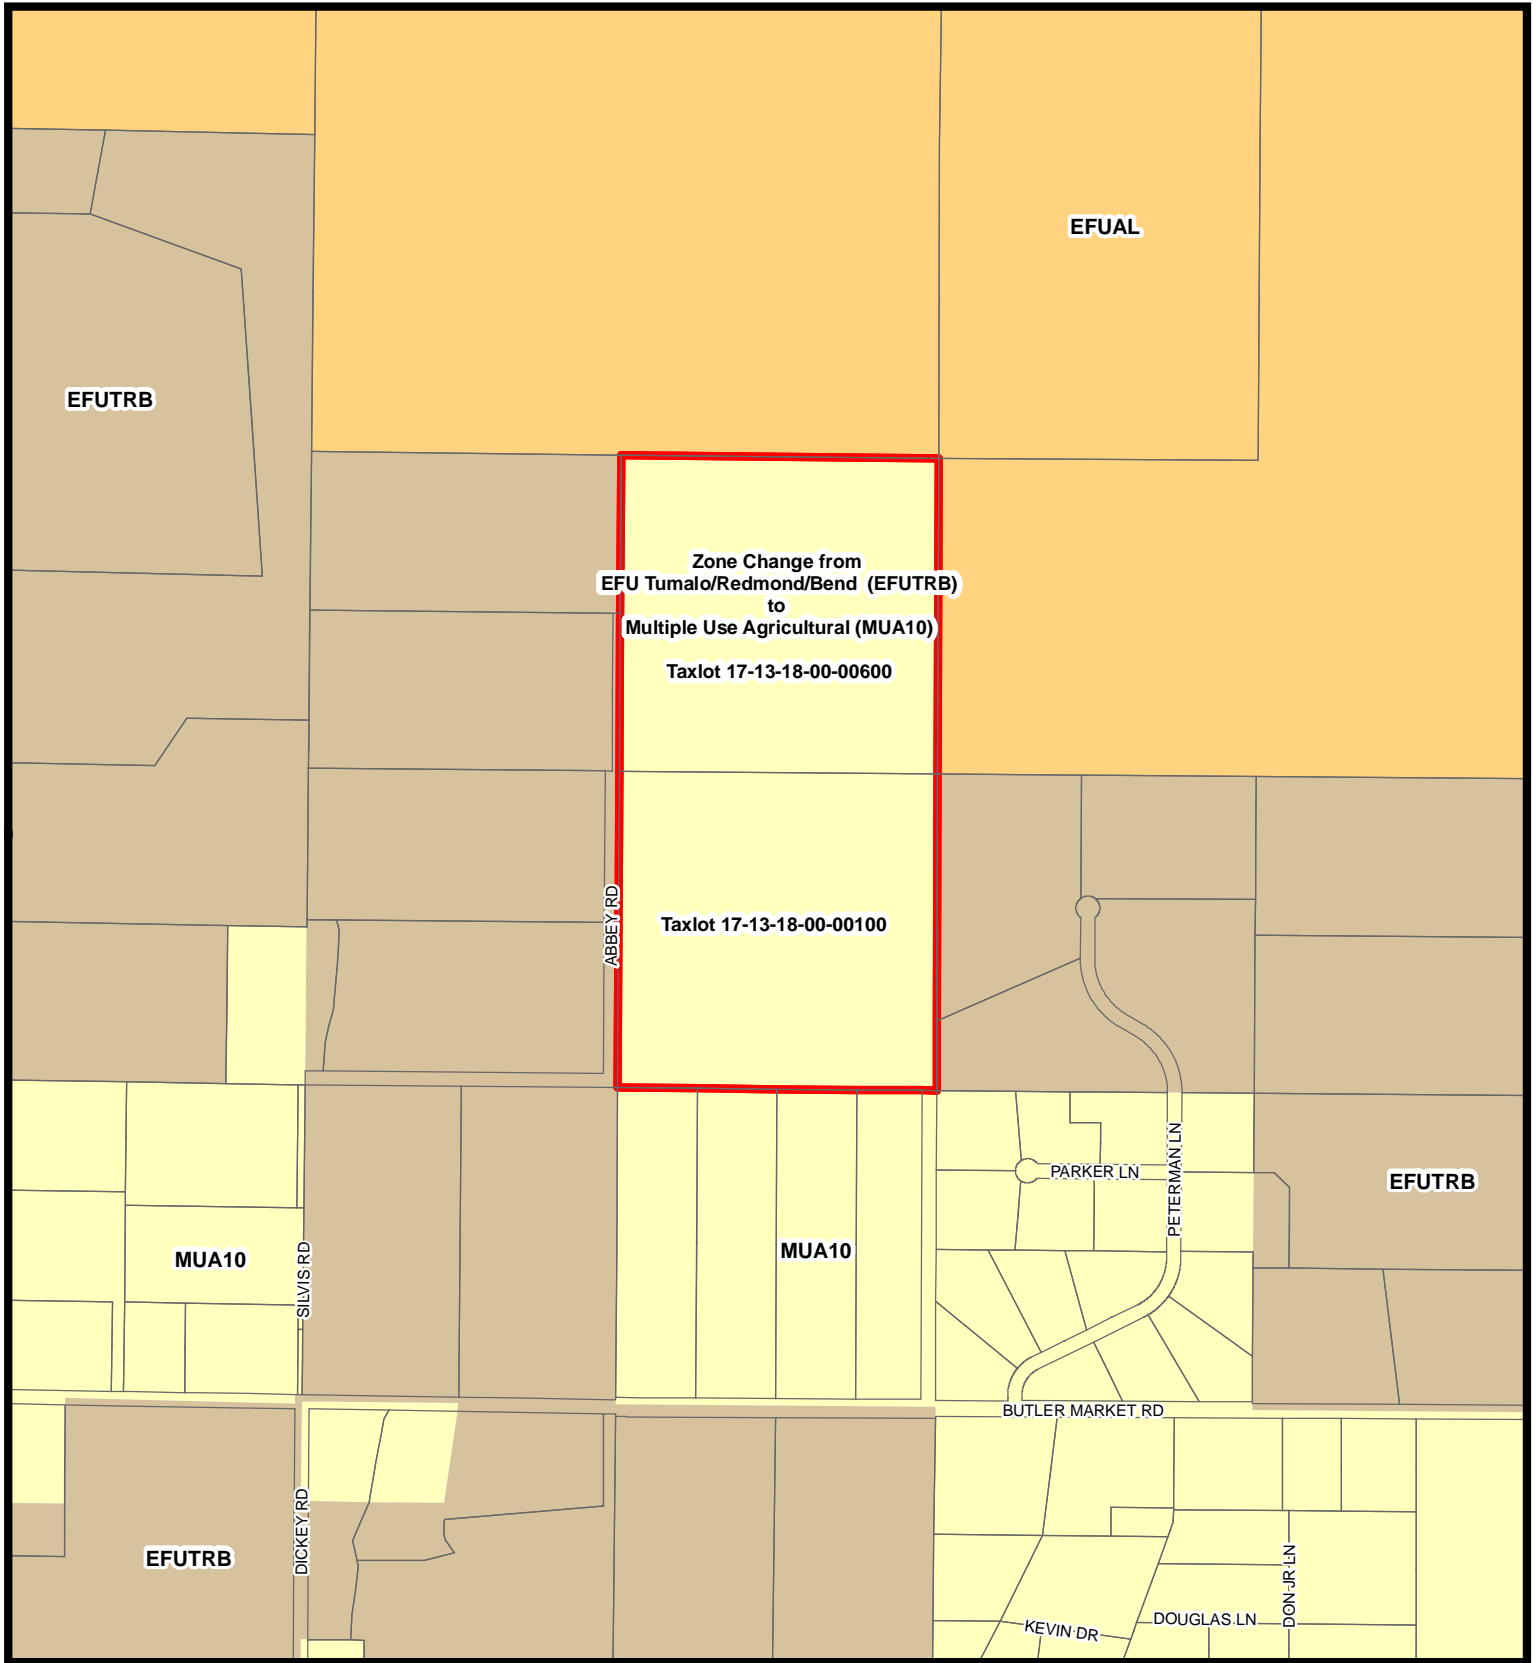 EFUAL
EFUTRB
Zone Change from
EFU Tumalo/Redmond/Bend (EFUTRB)
to
Multiple Use Agricultural (MUA10)
Taxlot 17-13-18-00-00600
ABBEY RD
Taxlot 17-13-18-00-00100
PARKER LN
PETERMAN LN
EFUTRB
MUA10
SILVIS RD
MUA10
BUTLER MARKET RD
DICKEY RD
EFUTRB
DON JR LN
DOUGLAS LN
KEVIN DR